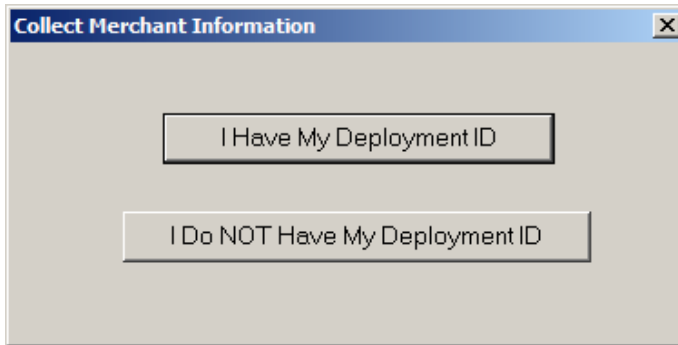 Collect Merchant Information
I Have My Deployment ID
I Do NOT Have My Deployment ID